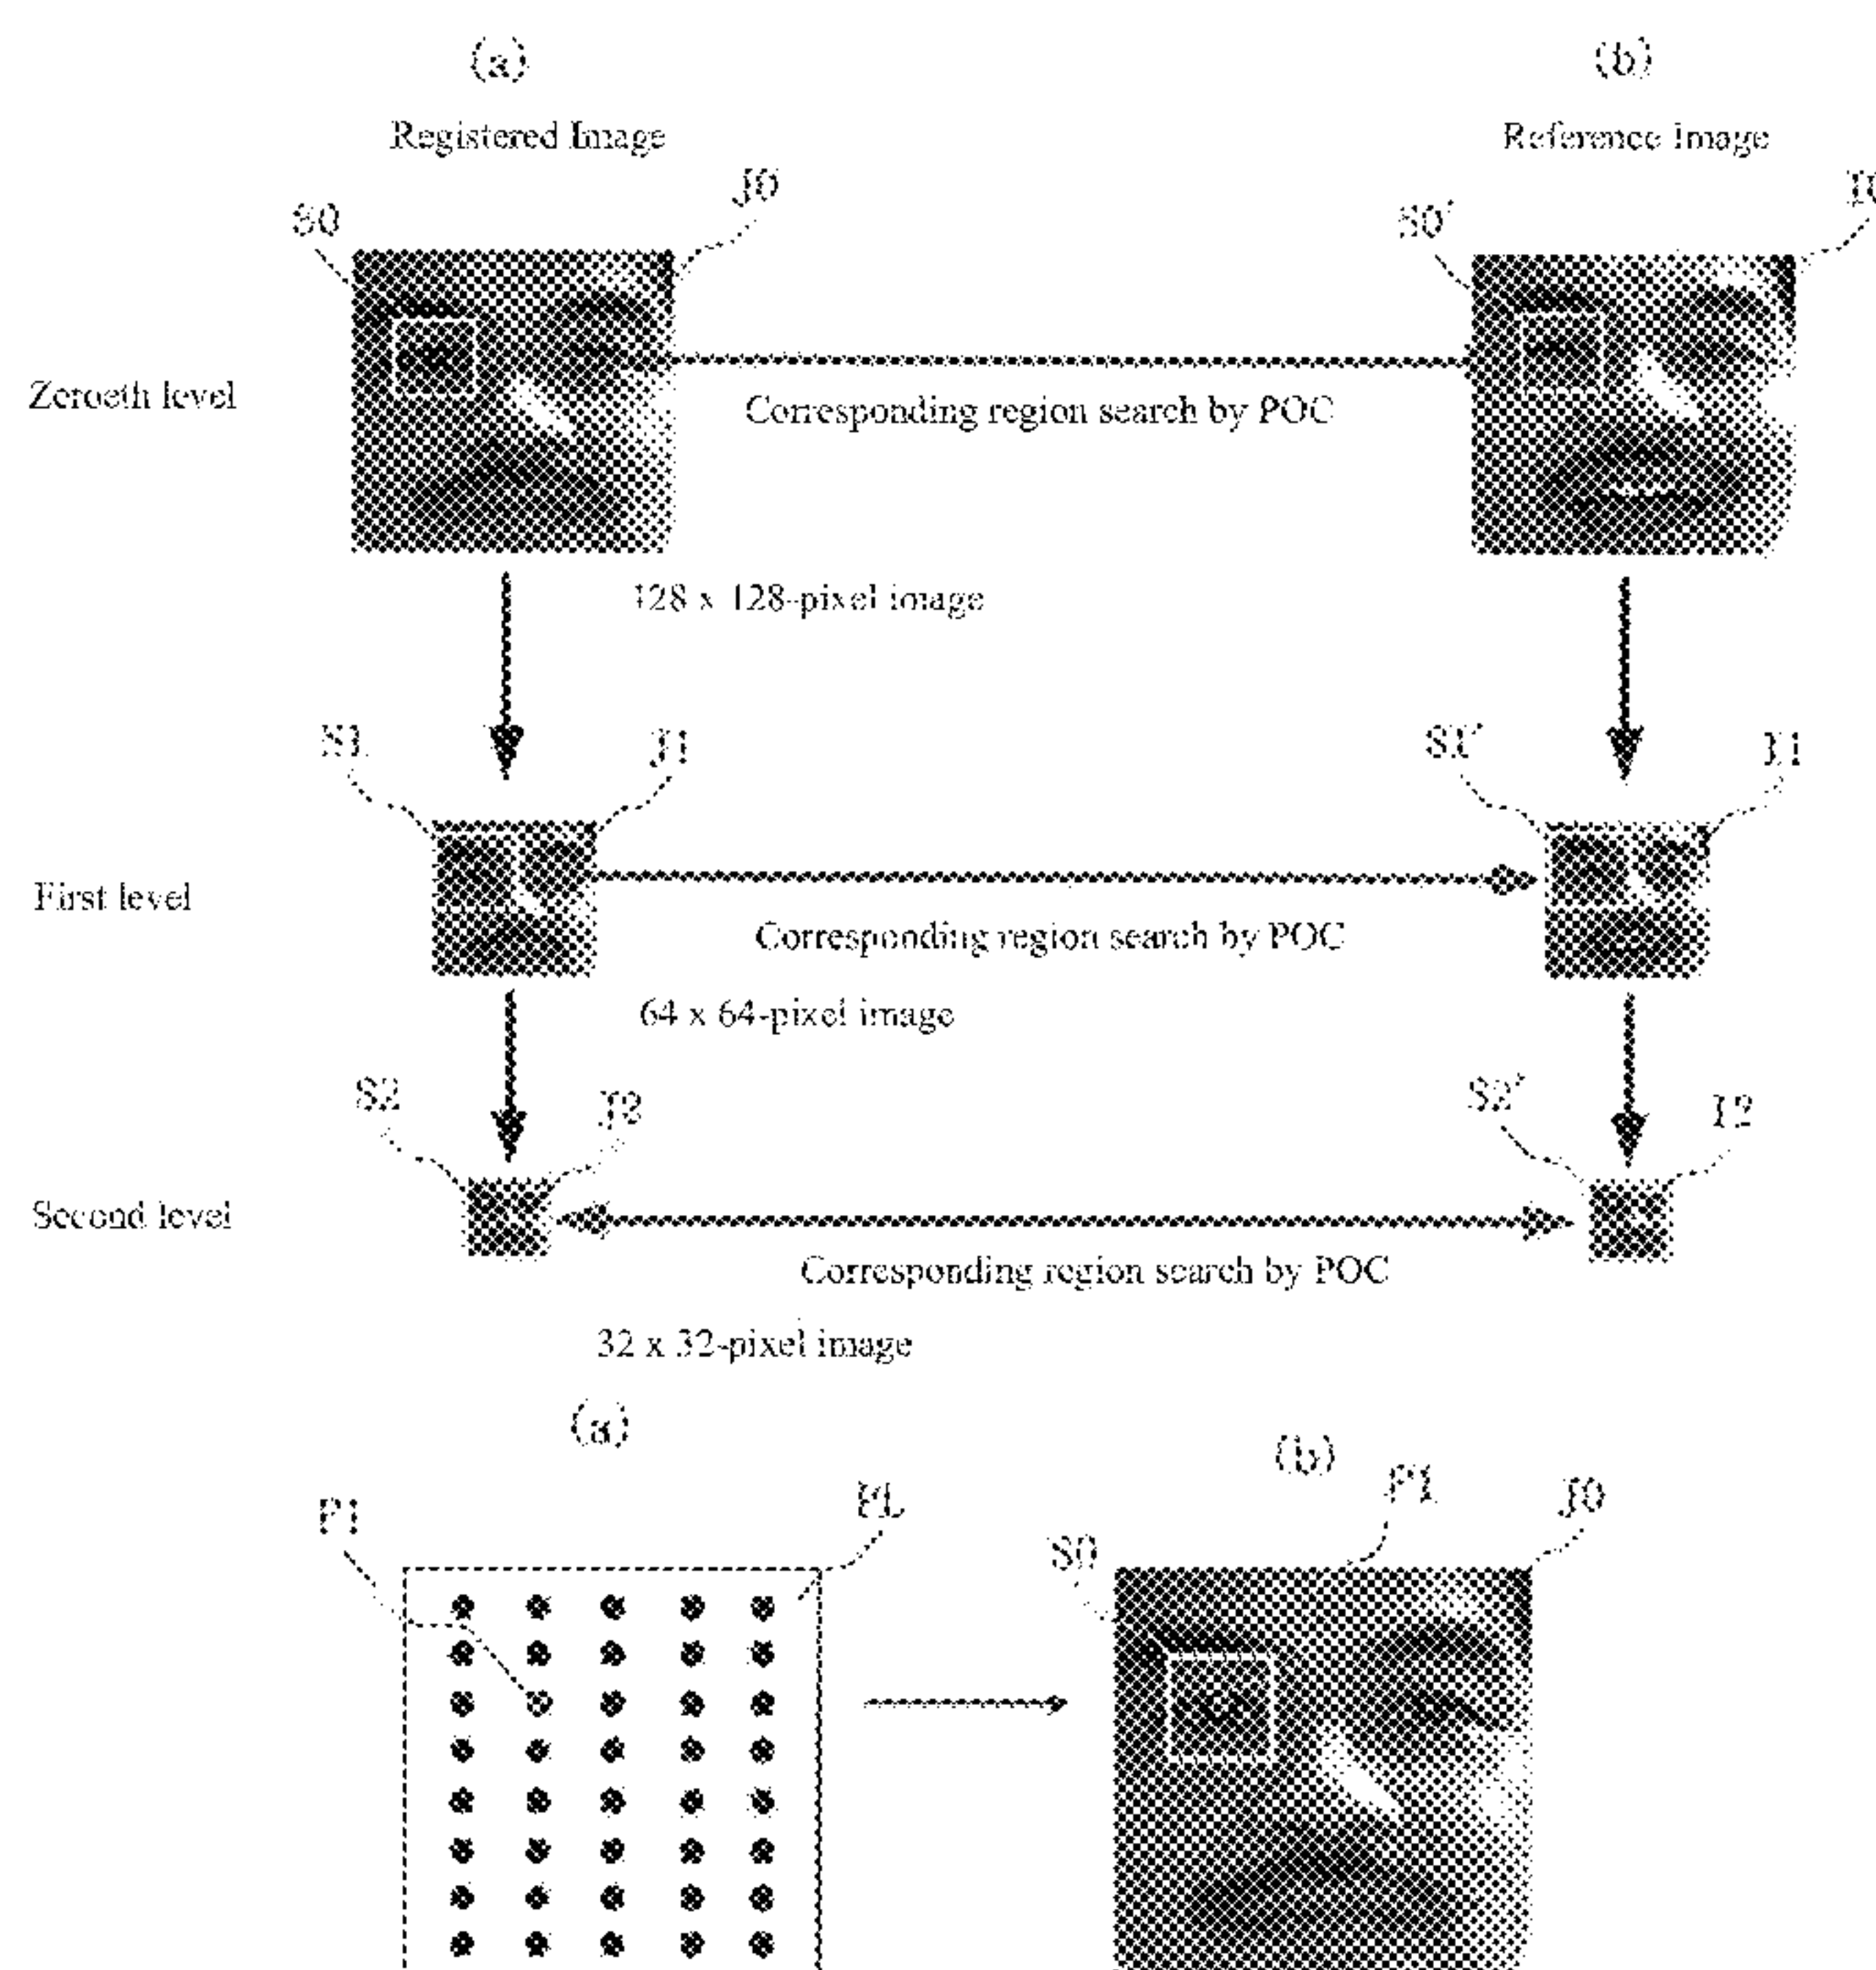 (a)
(b)
Registered Image
Reference Image
S0
J0
S0'
Zeroeth level
Corresponding region search by POC
128 x 128-pixel image
S1
J1
S1'
I1
First level
Corresponding region search by POC
64 x 64-pixel image
S2
J2
S2'
I2
Second level
Corresponding region search by POC
32 x 32-pixel image
(a)
(b)
P1
PL
S0
P1
J0